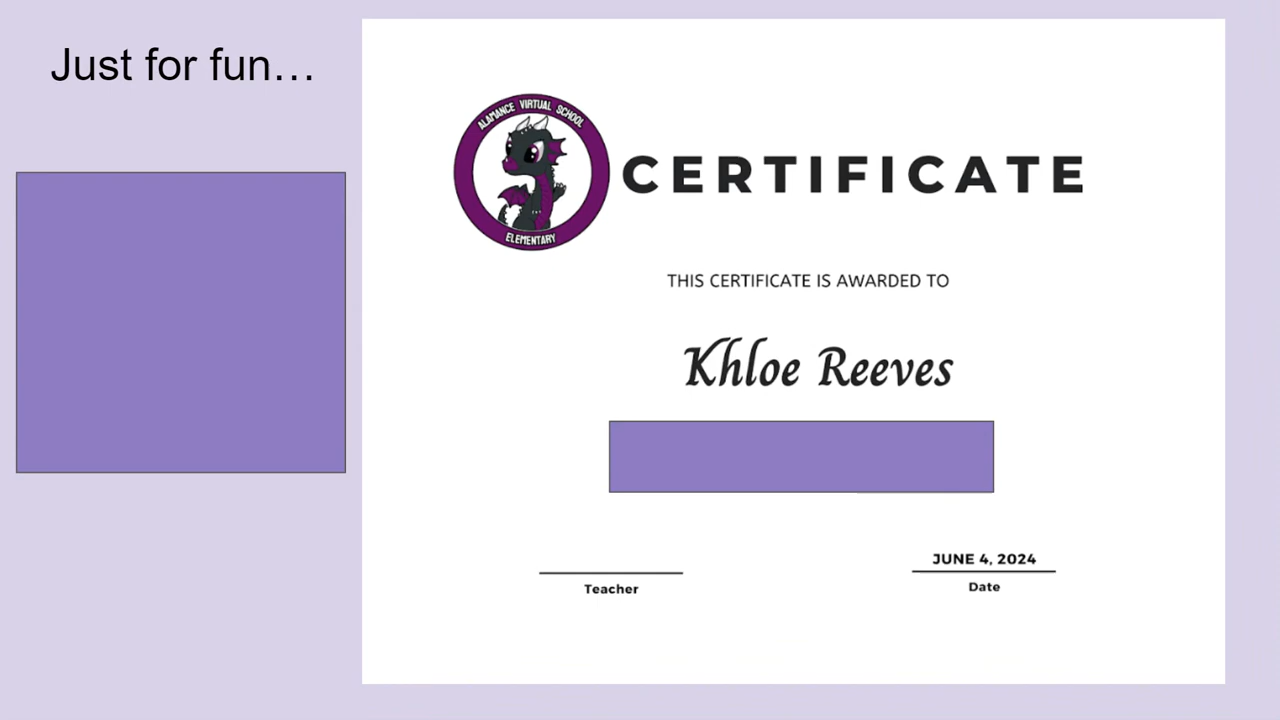 Just for fun…
ALAMANCE VIRTUAL SCHOOL
ELEMENTARY
CERTIFICATE
THIS CERTIFICATE IS AWARDED TO
Khloe Reeves
JUNE 4, 2024
Teacher
Date